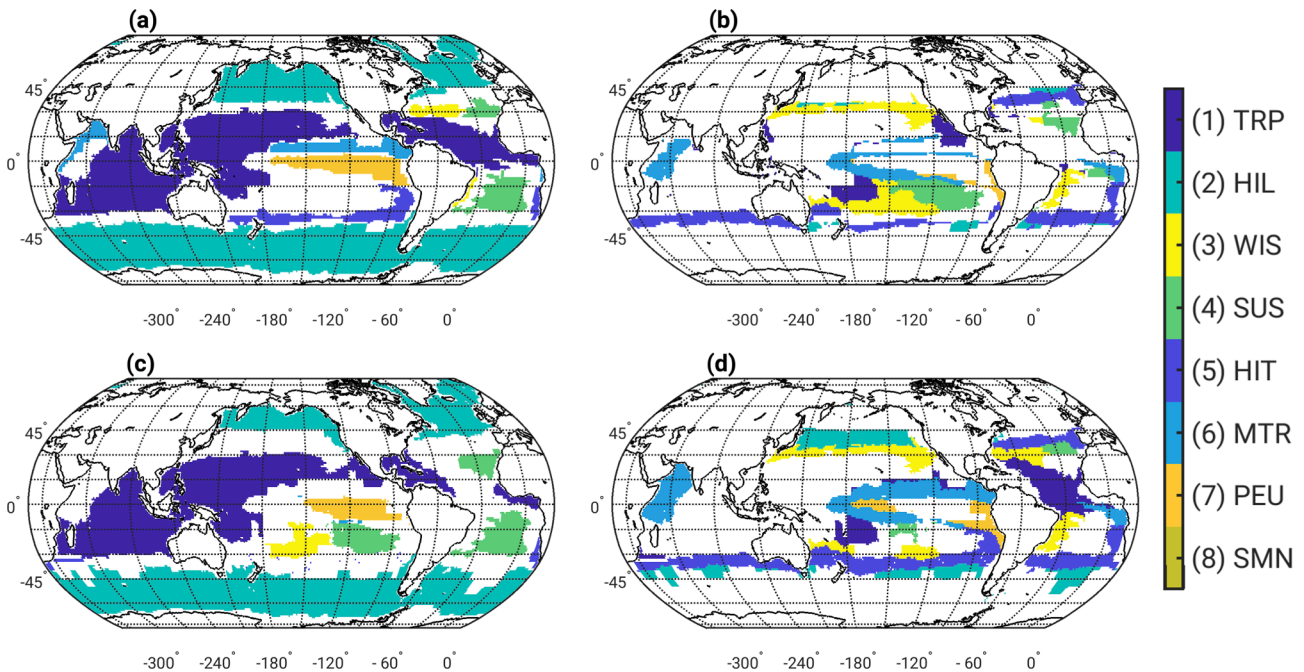 (a)
(b)
45°
0°
-45°
45°
0°
-45°
-300° -240° -180° -120° - 60° 0°
-300° -240° -180° -120° - 60° 0°
(c)
(d)
45°
0°
-45°
45°
0°
-45°
-300° -240° -180° -120° - 60° 0°
-300° -240° -180° -120° - 60° 0°
(1) TRP
(2) HIL
(3) WIS
(4) SUS
(5) HIT
(6) MTR
(7) PEU
(8) SMN